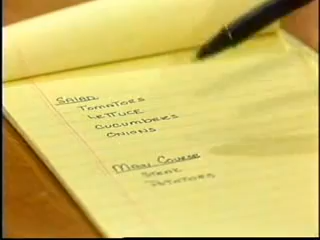 SALAD
TOMATOES
LETTUCE
CUCUMBERS
ONIONS
MAIN COURSE
STEAK
POTATOES